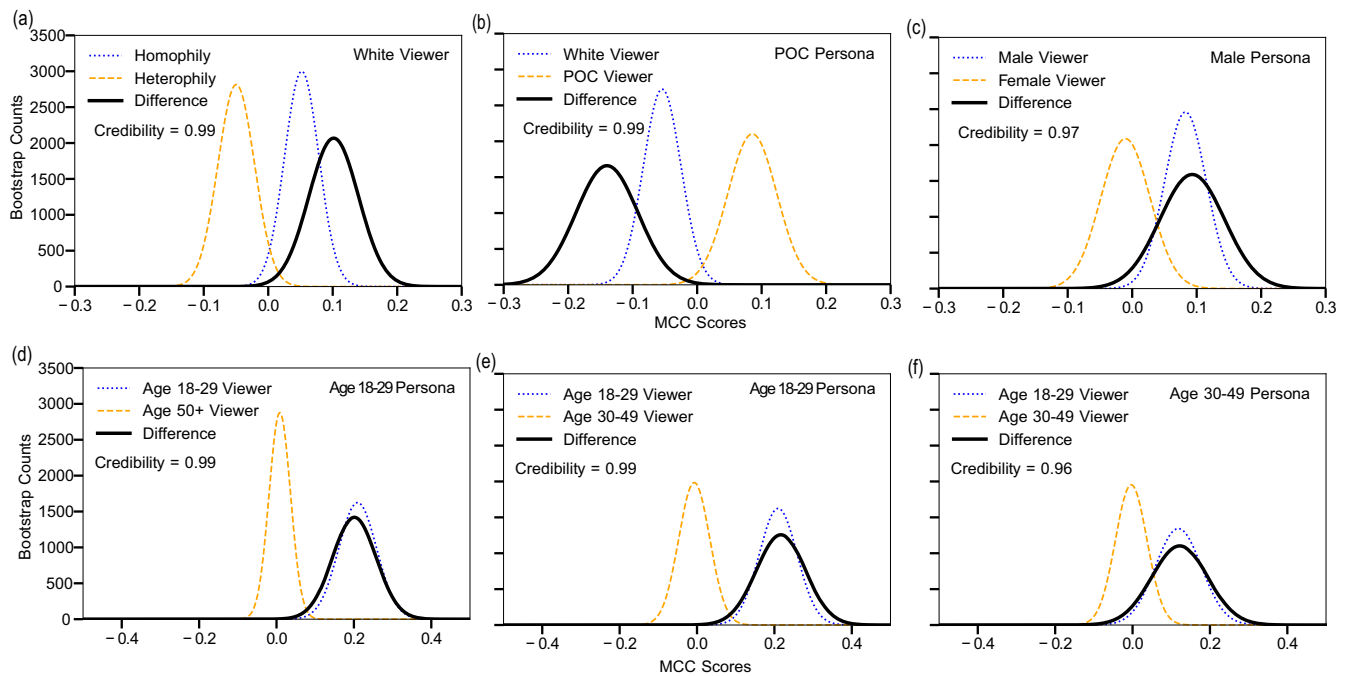 (a)
3500
3000
2500
2000
1500
1000
500
0
Bootstrap Counts
Homophily
Heterophily
Difference
Credibility = 0.99
White Viewer
−0.3 −0.2 −0.1 0.0 0.1 0.2 0.3
(b)
White Viewer
POC Viewer
Difference
Credibility = 0.99
POC Persona
−0.3 −0.2 −0.1 0.0 0.1 0.2 0.3
MCC Scores
(c)
Male Viewer
Female Viewer
Difference
Credibility = 0.97
Male Persona
−0.3 −0.2 −0.1 0.0 0.1 0.2 0.3
(d)
3500
3000
2500
2000
1500
1000
500
0
Bootstrap Counts
Age 18-29 Viewer
Age 50+ Viewer
Difference
Credibility = 0.99
Age 18-29 Persona
−0.4 −0.2 0.0 0.2 0.4
(e)
Age 18-29 Viewer
Age 30-49 Viewer
Difference
Credibility = 0.99
Age 18-29 Persona
−0.4 −0.2 0.0 0.2 0.4
MCC Scores
(f)
Age 18-29 Viewer
Age 30-49 Viewer
Difference
Credibility = 0.96
Age 30-49 Persona
−0.4 −0.2 0.0 0.2 0.4